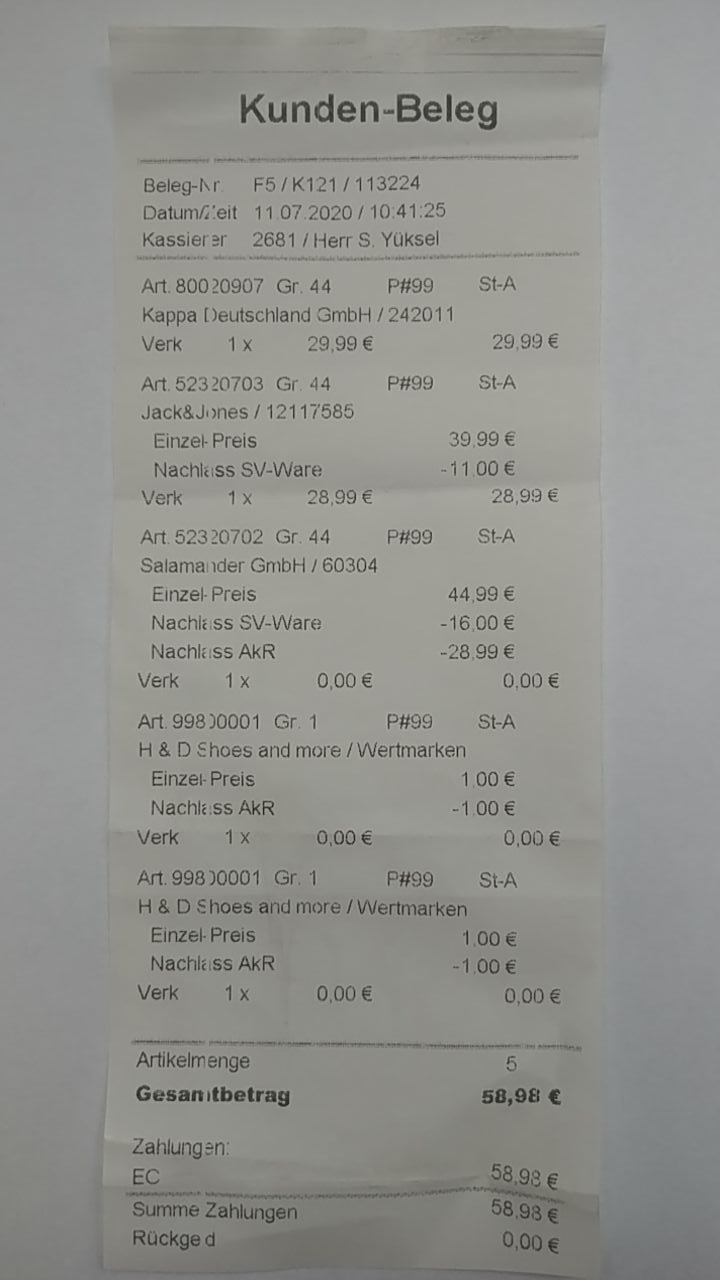 Kunden-Beleg
Beleg-Nr. F5 / K121 / 113224
Datum/Zeit 11.07.2020 / 10:41:25
Kassierer 2681 / Herr S. Yüksel
Art. 80020907 Gr. 44 P#99 St-A
Kappa Deutschland GmbH / 242011
Verk 1 x 29,99 € 29,99 €
Art. 52320703 Gr. 44 P#99 St-A
Jack&Jones / 12117585
Einzel-Preis 39,99 €
Nachlass SV-Ware -11,00 €
Verk 1 x 28,99 € 28,99 €
Art. 52320702 Gr. 44 P#99 St-A
Salamander GmbH / 60304
Einzel-Preis 44,99 €
Nachlass SV-Ware -16,00 €
Nachlass AkR -28,99 €
Verk 1 x 0,00 € 0,00 €
Art. 99800001 Gr. 1 P#99 St-A
H & D Shoes and more / Wertmarken
Einzel-Preis 1,00 €
Nachlass AkR -1,00 €
Verk 1 x 0,00 € 0,00 €
Art. 99800001 Gr. 1 P#99 St-A
H & D Shoes and more / Wertmarken
Einzel-Preis 1,00 €
Nachlass AkR -1,00 €
Verk 1 x 0,00 € 0,00 €
Artikelmenge 5
Gesamtbetrag 58,98 €
Zahlungen:
EC 58,98 €
Summe Zahlungen 58,98 €
Rückgeld 0,00 €